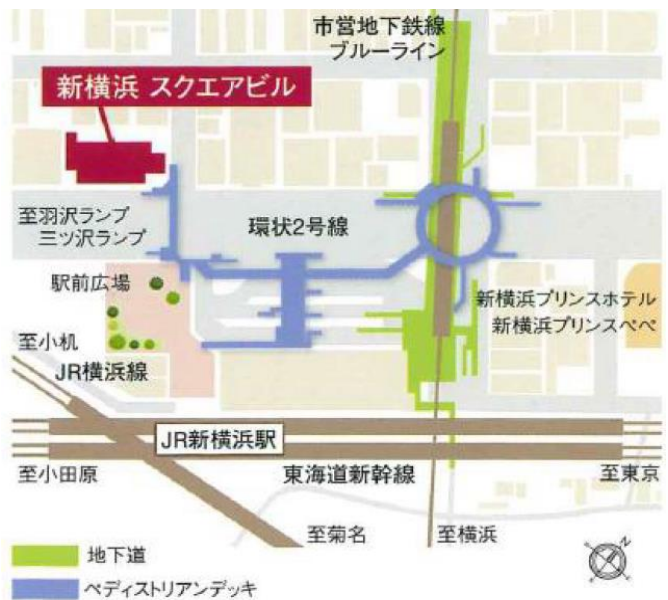 市営地下鉄線
ブルーライン
新横浜 スクエアビル
至羽沢ランプ
三ツ沢ランプ
環状2号線
駅前広場
新横浜プリンスホテル
新横浜プリンスペペ
至小机
JR横浜線
JR新横浜駅
至小田原
東海道新幹線
至東京
至菊名
至横浜
地下道
N
ペディストリアンデッキ